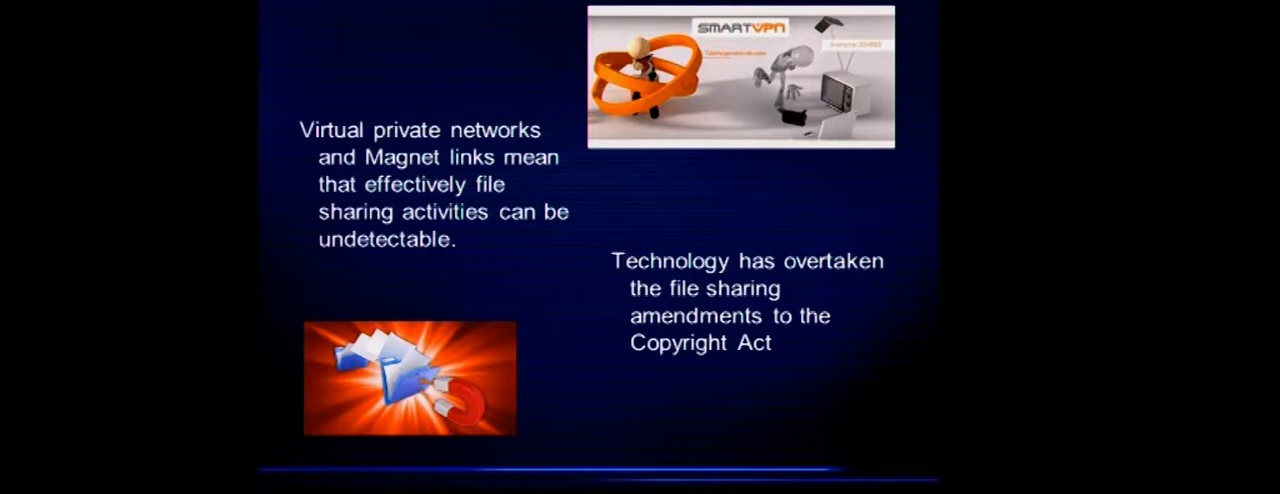 SMARTVPN
Virtual private networks
and Magnet links mean
that effectively file
sharing activities can be
undetectable.
Technology has overtaken
the file sharing
amendments to the
Copyright Act